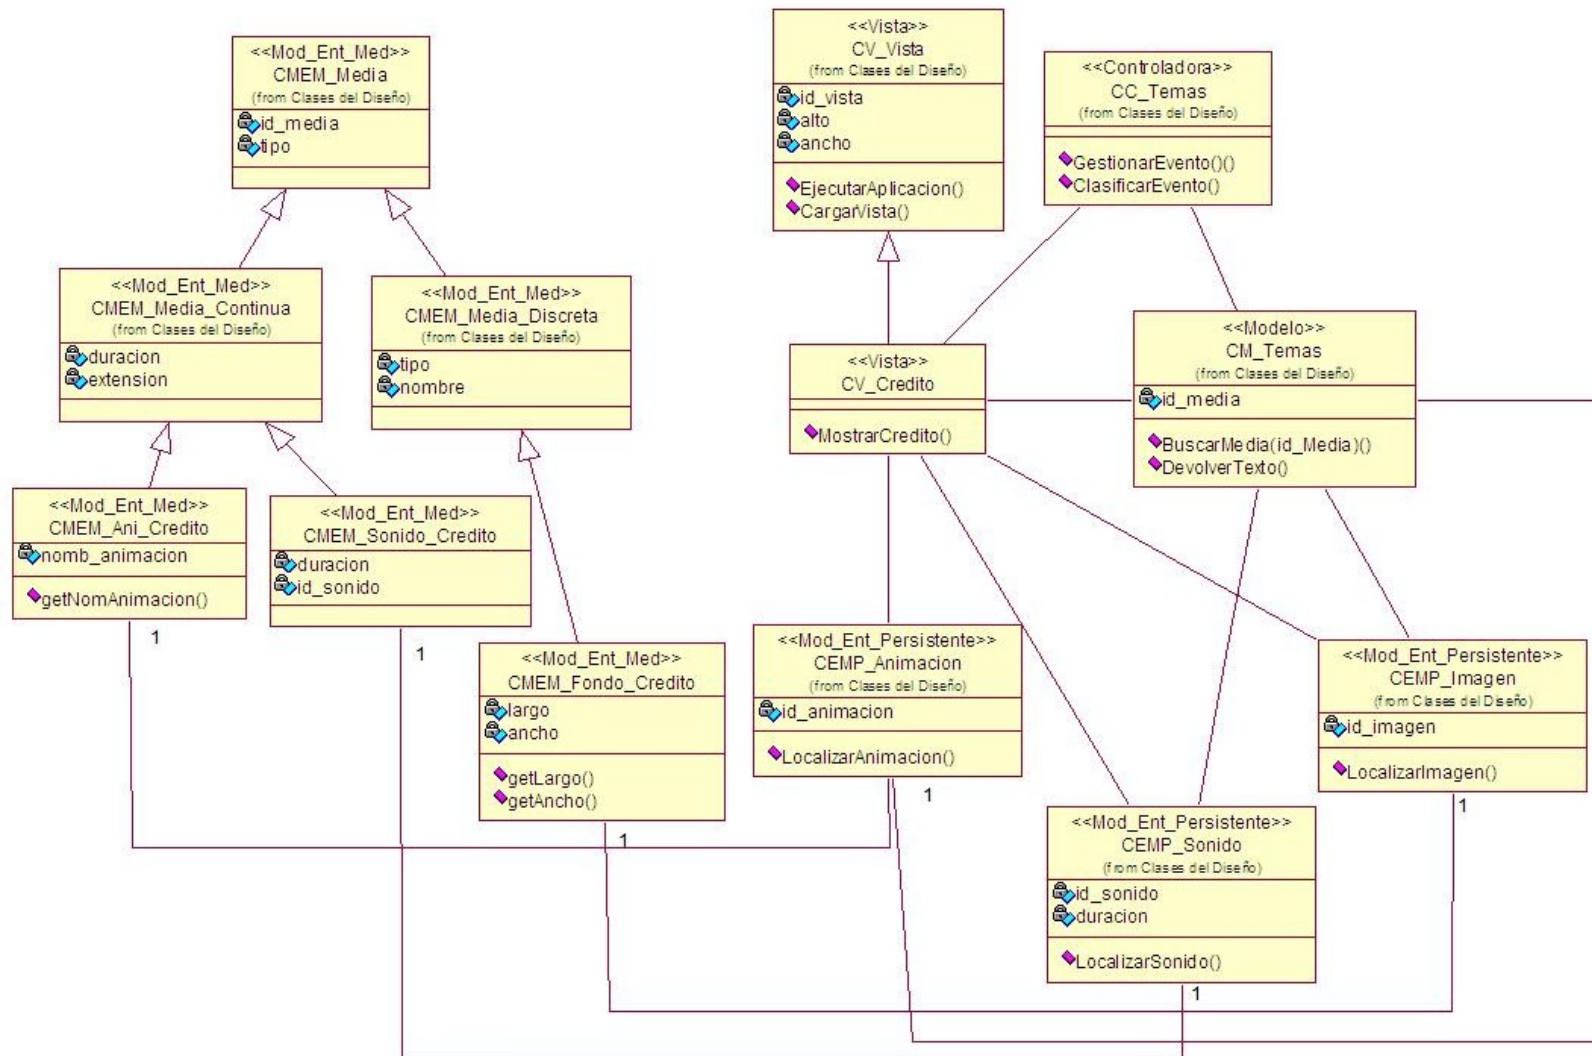 <<Mod_Ent_Med>>
CMEM_Media
(from Clases del Diseño)
id_media
tipo
<<Vista>>
CV_Vista
(from Clases del Diseño)
id_vista
alto
ancho
EjecutarAplicacion()
CargarVista()
<<Controladora>>
CC_Temas
(from Clases del Diseño)
GestionarEvento()()
ClasificarEvento()
<<Mod_Ent_Med>>
CMEM_Media_Continua
(from Clases del Diseño)
duracion
extension
<<Mod_Ent_Med>>
CMEM_Media_Discreta
(from Clases del Diseño)
tipo
nombre
<<Vista>>
CV_Credito
MostrarCredito()
<<Modelo>>
CM_Temas
(from Clases del Diseño)
id_media
BuscarMedia(id_Media)()
DevolverTexto()
<<Mod_Ent_Med>>
CMEM_Ani_Credito
nomb_animacion
getNomAnimacion()
1
<<Mod_Ent_Med>>
CMEM_Sonido_Credito
duracion
id_sonido
1
<<Mod_Ent_Med>>
CMEM_Fondo_Credito
largo
ancho
getLargo()
getAncho()
1
<<Mod_Ent_Persistente>>
CEMP_Animacion
(from Clases del Diseño)
id_animacion
LocalizarAnimacion()
1
<<Mod_Ent_Persistente>>
CEMP_Imagen
(from Clases del Diseño)
id_imagen
LocalizarImagen()
1
<<Mod_Ent_Persistente>>
CEMP_Sonido
(from Clases del Diseño)
id_sonido
duracion
LocalizarSonido()
1